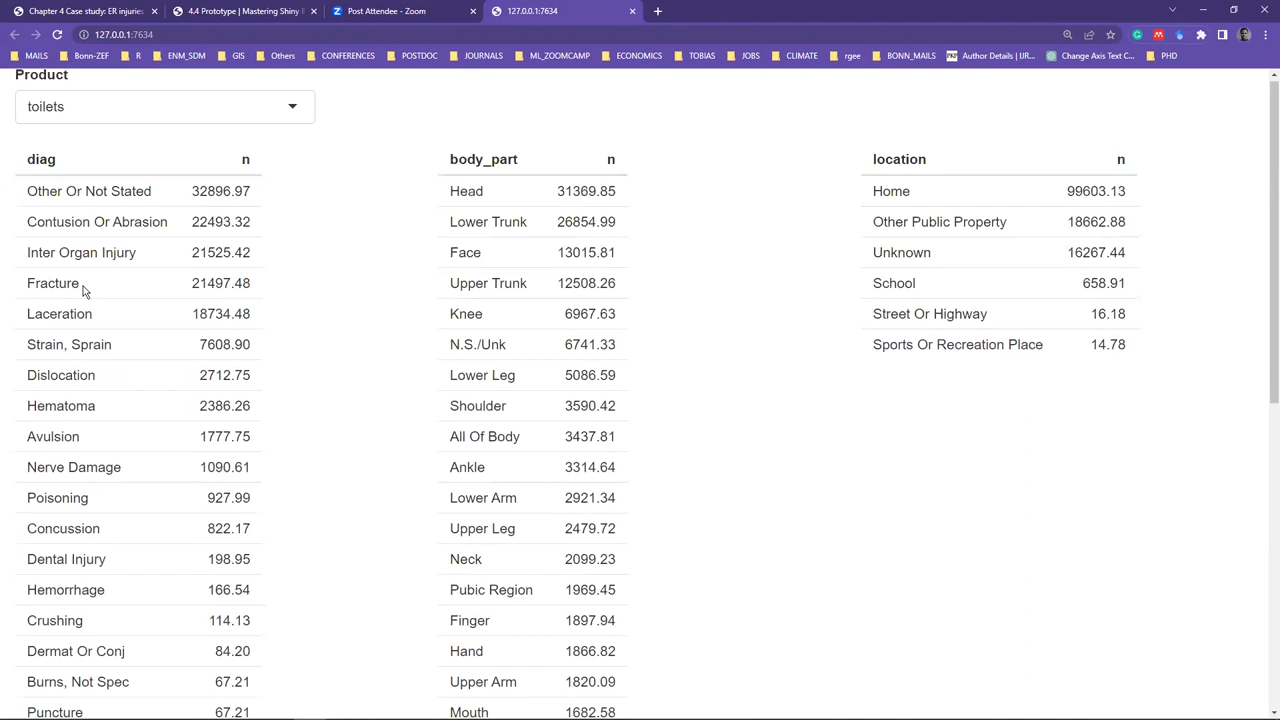 Chapter 4 Case study: ER injuries
4.4 Prototype | Mastering Shiny
Post Attendee - Zoom
127.0.0.1:7634
127.0.0.1:7634
MAILS
Bonn-ZEF
R
ENM_SDM
GIS
Others
CONFERENCES
POSTDOC
JOURNALS
ML_ZOOMCAMP
ECONOMICS
TOBIAS
JOBS
CLIMATE
rgee
BONN_MAILS
Author Details | (JR...
Change Axis Text C...
PHD
Product
toilets
diag n
Other Or Not Stated 32896.97
Contusion Or Abrasion 22493.32
Inter Organ Injury 21525.42
Fracture 21497.48
Laceration 18734.48
Strain, Sprain 7608.90
Dislocation 2712.75
Hematoma 2386.26
Avulsion 1777.75
Nerve Damage 1090.61
Poisoning 927.99
Concussion 822.17
Dental Injury 198.95
Hemorrhage 166.54
Crushing 114.13
Dermat Or Conj 84.20
Burns, Not Spec 67.21
Puncture 67.21
body_part n
Head 31369.85
Lower Trunk 26854.99
Face 13015.81
Upper Trunk 12508.26
Knee 6967.63
N.S./Unk 6741.33
Lower Leg 5086.59
Shoulder 3590.42
All Of Body 3437.81
Ankle 3314.64
Lower Arm 2921.34
Upper Leg 2479.72
Neck 2099.23
Pubic Region 1969.45
Finger 1897.94
Hand 1866.82
Upper Arm 1820.09
Mouth 1682.58
location n
Home 99603.13
Other Public Property 18662.88
Unknown 16267.44
School 658.91
Street Or Highway 16.18
Sports Or Recreation Place 14.78